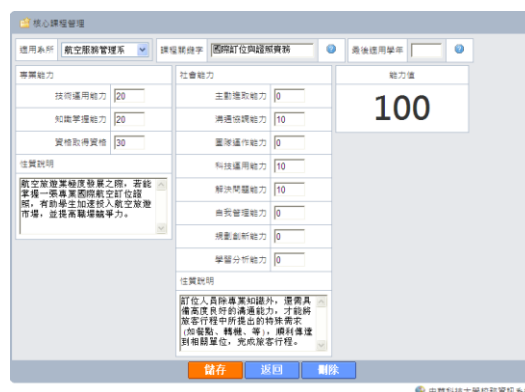 核心課程管理
適用系所 航空服務管理系 課程關鍵字 國際訂位與證照實務 最後適用學年
專業能力
技術運用能力 20
知識掌握能力 20
資格取得資格 30
性質說明
航空旅遊業極度發展之際，若能
掌握一張專業國際航空訂位證
照，有助學生加速投入航空旅遊
市場，並提高職場競爭力。
社會能力
主動進取能力 0
溝通協調能力 10
團隊運作能力 0
科技運用能力 10
解決問題能力 10
自我管理能力 0
規劃創新能力 0
學習分析能力 0
性質說明
訂位人員除專業知識外，還需具
備高度良好的溝通能力，才能將
旅客行程中所提出的特殊需求
(如餐點、轉機、等)，順利傳達
到相關單位，完成旅客行程。
能力值
100
儲存 返回 刪除